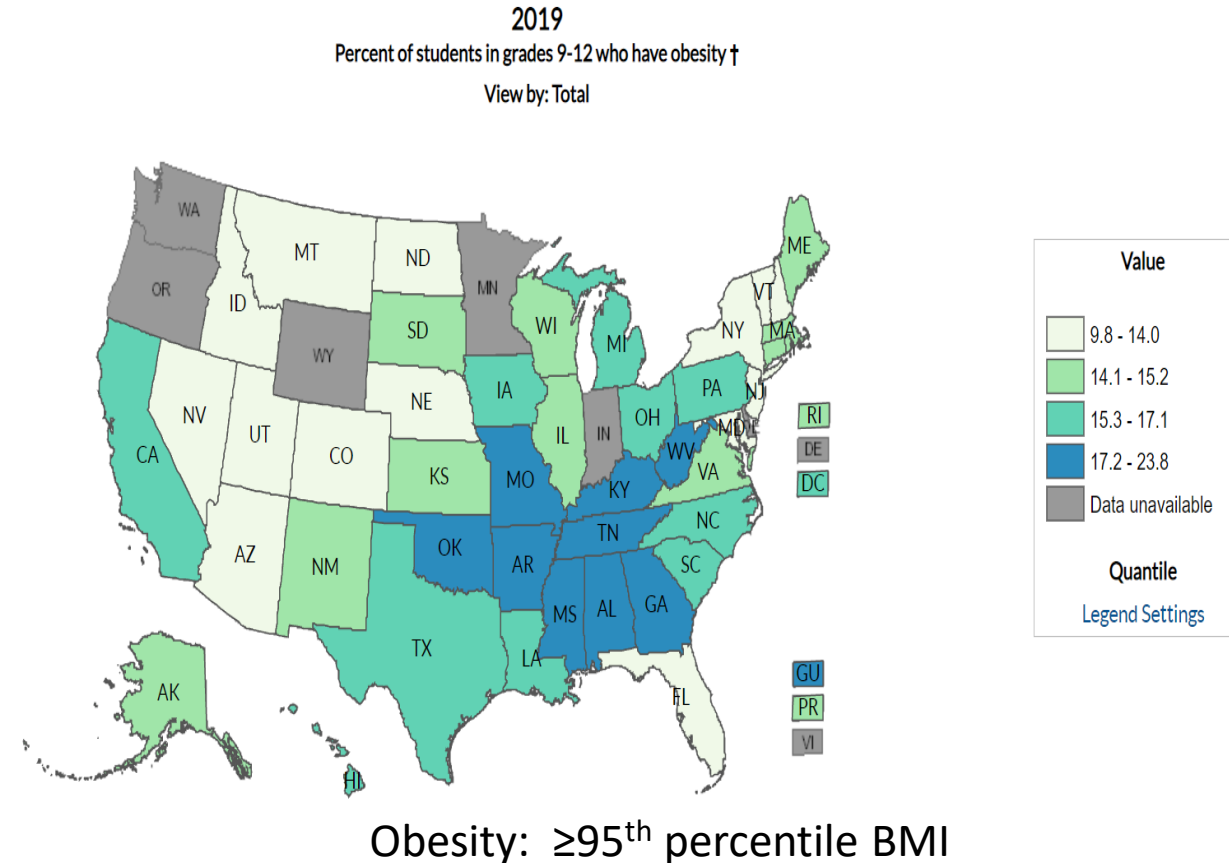 2019
Percent of students in grades 9-12 who have obesity †
View by: Total
WA
MT
ND
MN
ME
OR
ID
SD
WI
MI
VT
NY
MA
WY
IA
PA
NJ
NE
NV
UT
CO
IL
IN
OH
MD
RI
DE
DC
CA
KS
MO
WV
VA
KY
AZ
NM
OK
AR
TN
NC
SC
MS
AL
GA
TX
LA
FL
AK
HI
GU
PR
VI
Value
9.8 - 14.0
14.1 - 15.2
15.3 - 17.1
17.2 - 23.8
Data unavailable
Quantile
Legend Settings
Obesity: ≥95th percentile BMI